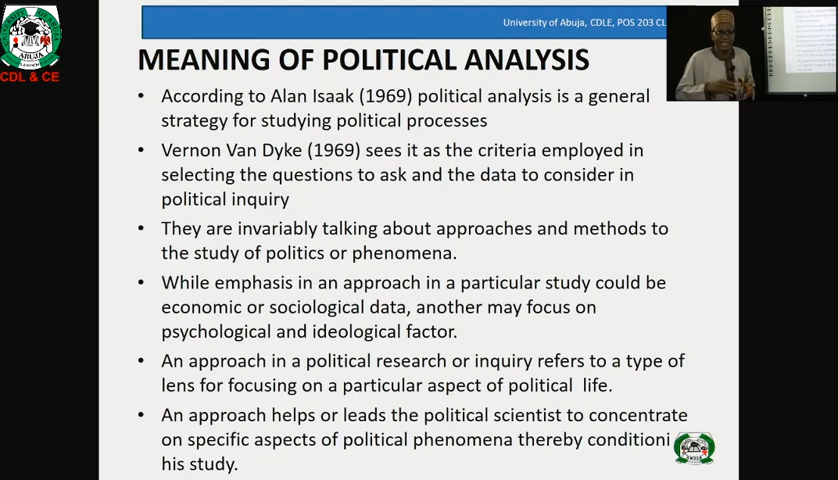 University of Abuja, CDLE, POS 203 CL
ABUJA
CDL & CE
MEANING OF POLITICAL ANALYSIS
• According to Alan Isaak (1969) political analysis is a general
strategy for studying political processes
• Vernon Van Dyke (1969) sees it as the criteria employed in
selecting the questions to ask and the data to consider in
political inquiry
• They are invariably talking about approaches and methods to
the study of politics or phenomena.
• While emphasis in an approach in a particular study could be
economic or sociological data, another may focus on
psychological and ideological factor.
• An approach in a political research or inquiry refers to a type of
lens for focusing on a particular aspect of political life.
• An approach helps or leads the political scientist to concentrate
on specific aspects of political phenomena thereby conditioni
his study.